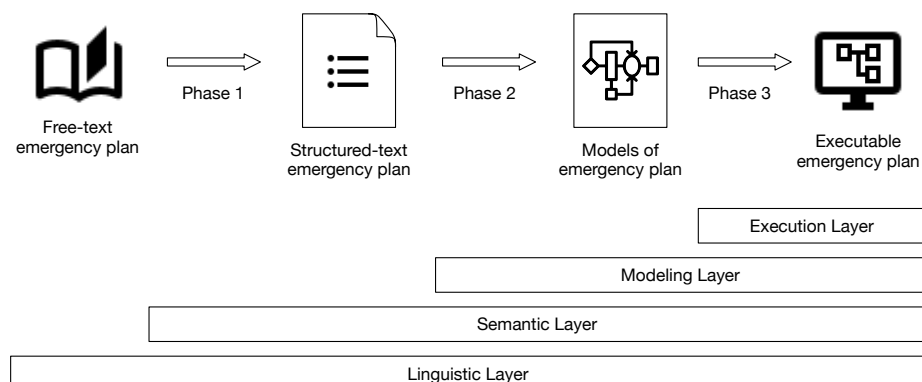 Phase 1
Phase 2
Phase 3
Free-text
emergency plan
Structured-text
emergency plan
Models of
emergency plan
Executable
emergency plan
Execution Layer
Modeling Layer
Semantic Layer
Linguistic Layer